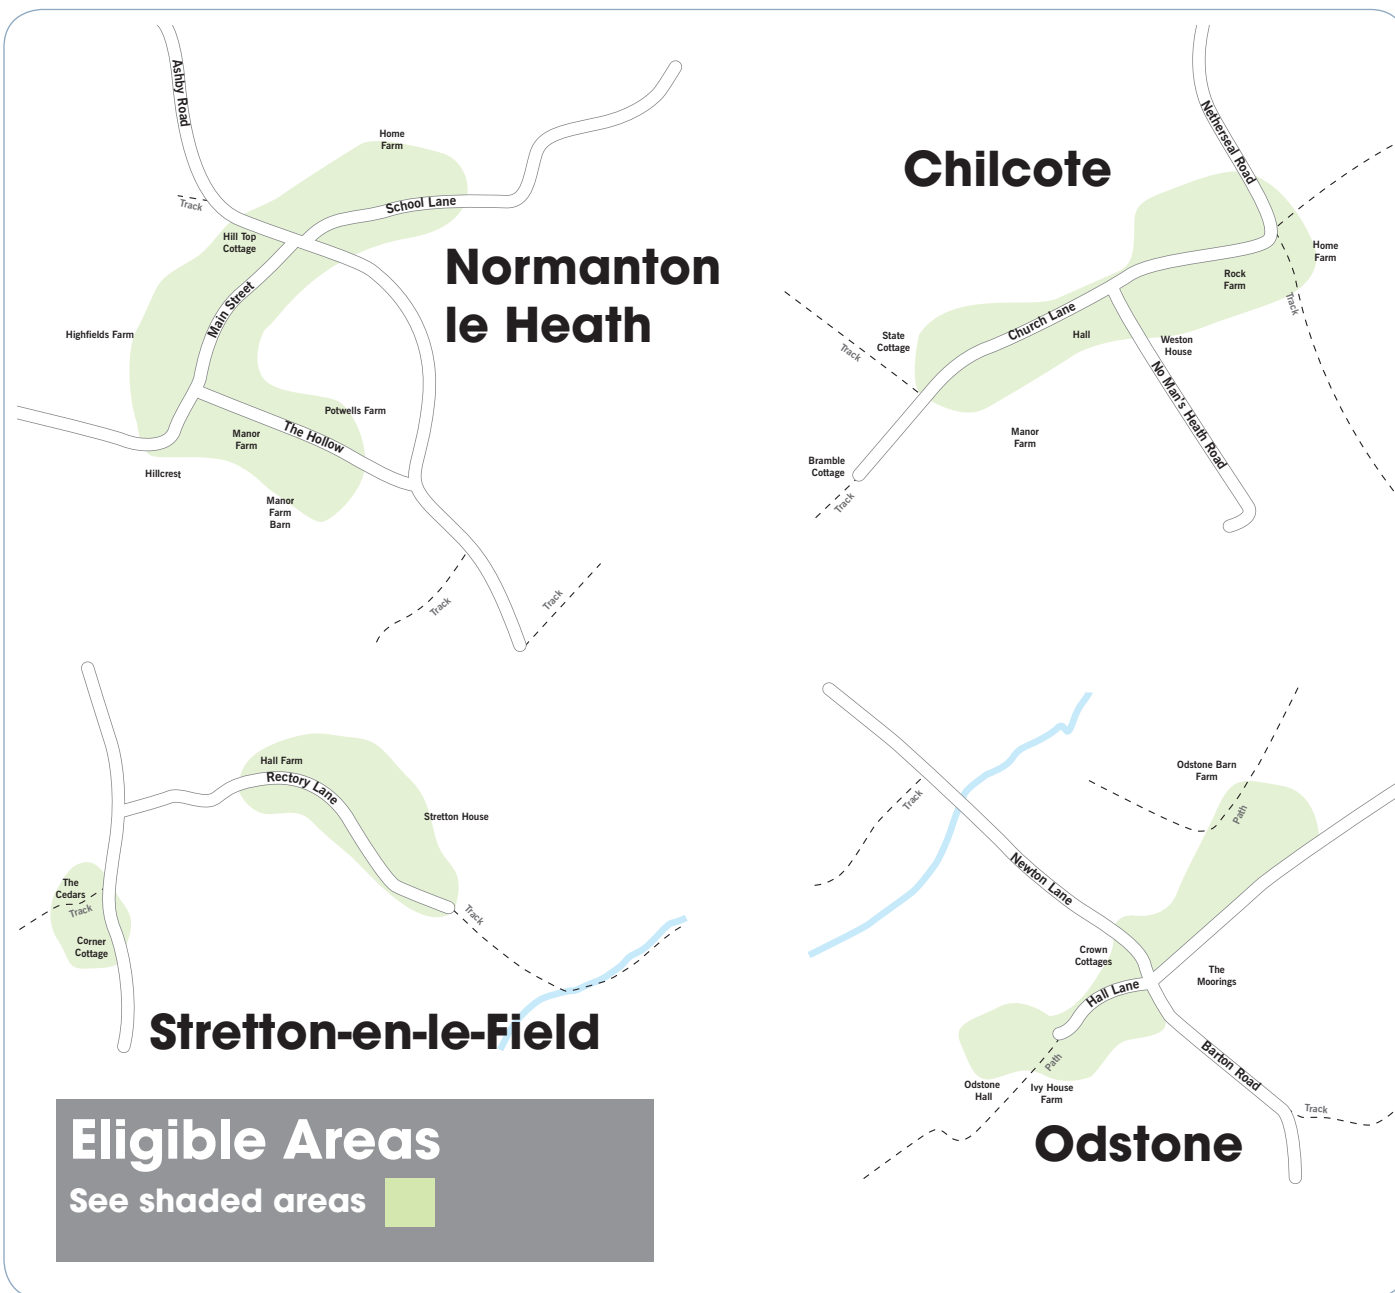 Ashby Road
Home
Farm
Track
School Lane
Hill Top
Cottage
Normanton
le Heath
Main Street
Highfields Farm
Potwells Farm
The Hollow
Manor
Farm
Hillcrest
Manor
Farm
Barn
Track
Track
Chilcote
Netherseal Road
Home
Farm
Rock
Farm
Track
Church Lane
Hall
State
Cottage
Track
Weston
House
No Man's Heath Road
Manor
Farm
Bramble
Cottage
Track
Hall Farm
Rectory Lane
Stretton House
The
Cedars
Track
Corner
Cottage
Track
Stretton-en-le-Field
Odstone Barn
Farm
Path
Track
Newton Lane
Crown
Cottages
The
Moorings
Hall Lane
Path
Barton Road
Odstone
Hall
Ivy House
Farm
Track
Odstone
Eligible Areas
See shaded areas